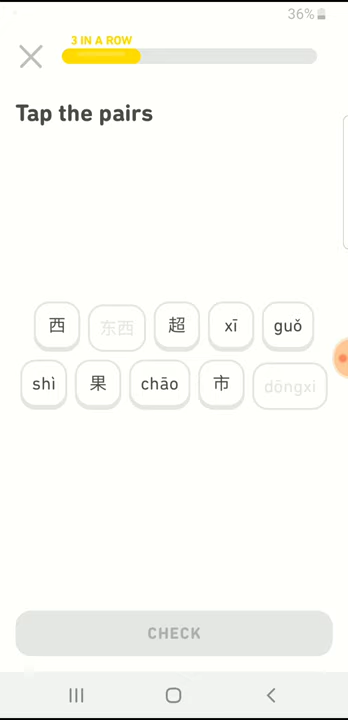 36%
3 IN A ROW
Tap the pairs
西 东西 超 xī guǒ
shì 果 chāo 市 dōngxi
CHECK